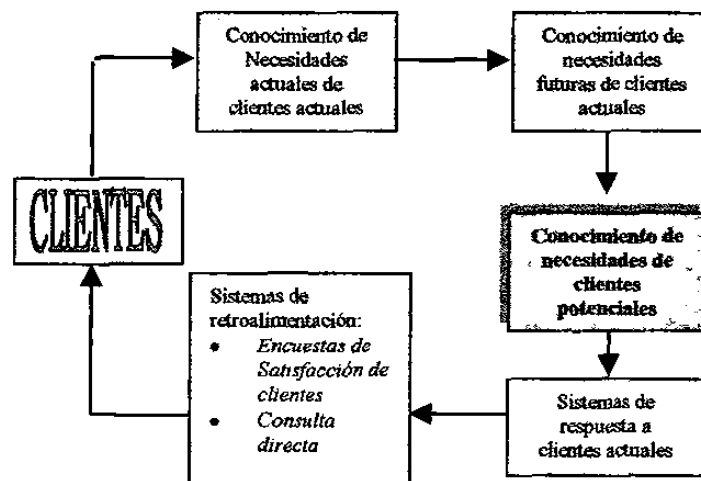 Conocimiento de
Necesidades
actuales de
clientes actuales
Conocimiento de
necesidades
futuras de clientes
actuales
CLIENTES
Conocimiento de
necesidades de
clientes
potenciales
Sistemas de
retroalimentación:
• Encuestas de
Satisfacción de
clientes
• Consulta
directa
Sistemas de
respuesta a
clientes actuales